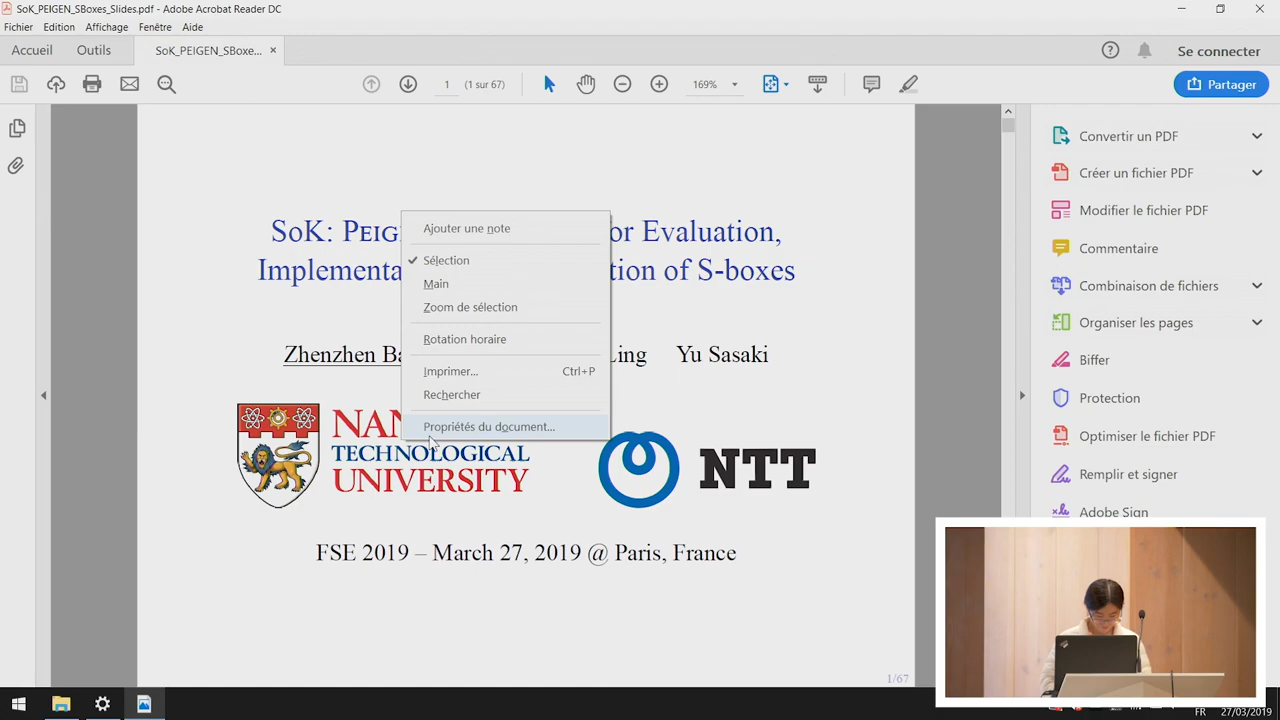 SoK_PEIGEN_SBoxes_Slides.pdf - Adobe Acrobat Reader DC
Fichier Edition Affichage Fenêtre Aide
Accueil Outils SoK_PEIGEN_SBoxe... × Se connecter
1 (1 sur 67) 169% Partager
Convertir un PDF
Créer un fichier PDF
Modifier le fichier PDF
Commentaire
Combinaison de fichiers
Organiser les pages
Biffer
Protection
Optimiser le fichier PDF
Remplir et signer
Adobe Sign
SoK: PEIG or Evaluation,
Implementa tion of S-boxes
Zhenzhen Ba Ling Yu Sasaki
Ajouter une note
Sélection
Main
Zoom de sélection
Rotation horaire
Imprimer... Ctrl+P
Rechercher
Propriétés du document...
NAN
TECHNOLOGICAL
UNIVERSITY
NTT
FSE 2019 – March 27, 2019 @ Paris, France
1/67
FR 27/03/2019